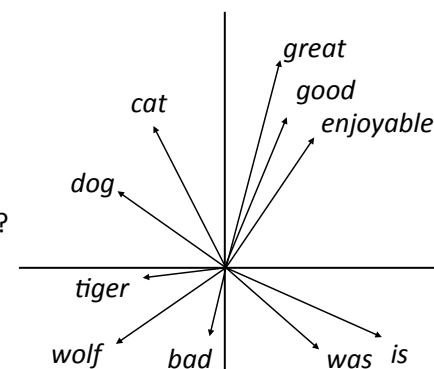 great
good
cat
enjoyable
dog
?
tiger
wolf
bad
was
is